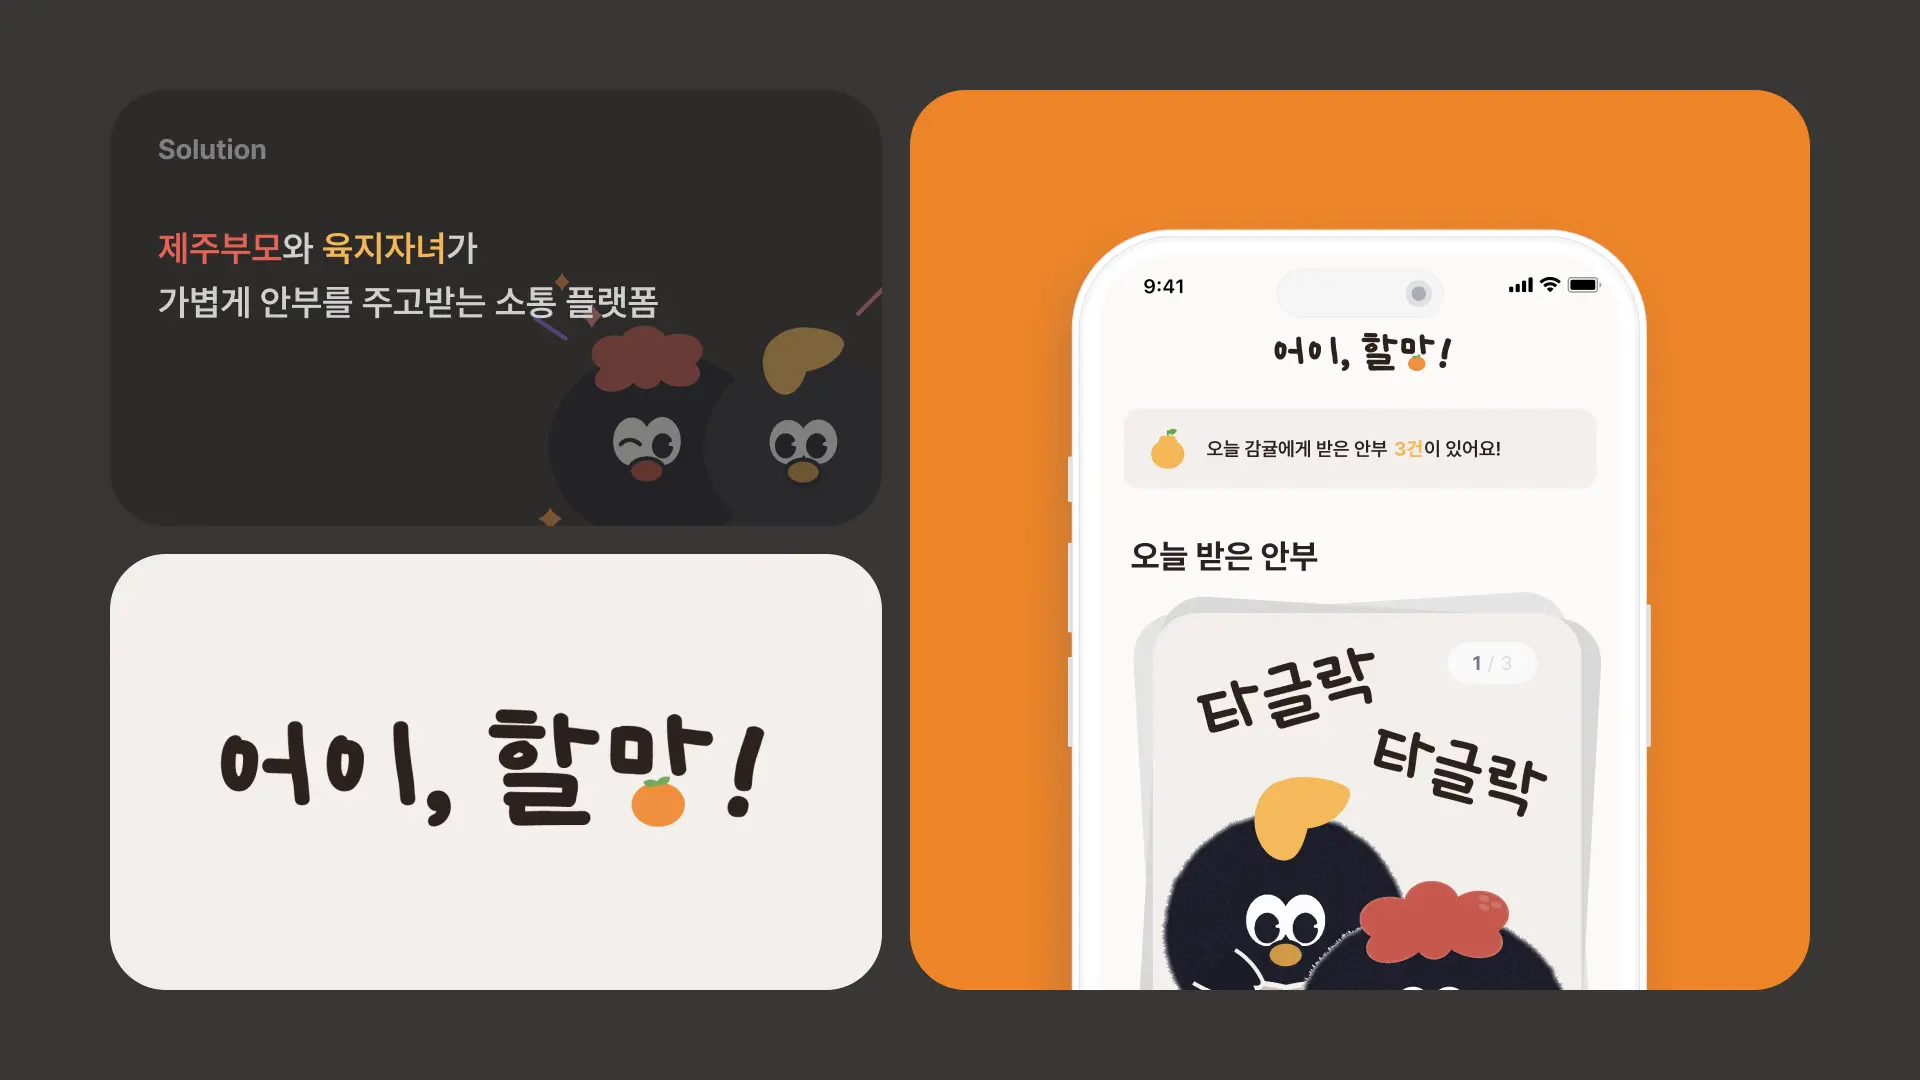 Solution
제주부모와 육지자녀가
가볍게 안부를 주고받는 소통 플랫폼
어이, 할망!
9:41
어이, 할망!
오늘 감귤에게 받은 안부 3건이 있어요!
오늘 받은 안부
1 / 3
타글락
타글락